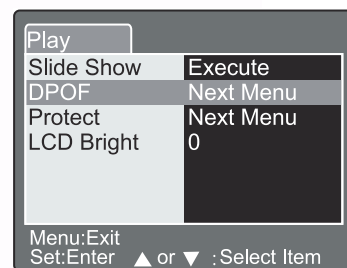 Play
Slide Show Execute
DPOF Next Menu
Protect Next Menu
LCD Bright 0
Menu:Exit
Set:Enter ▲ or ▼ :Select Item